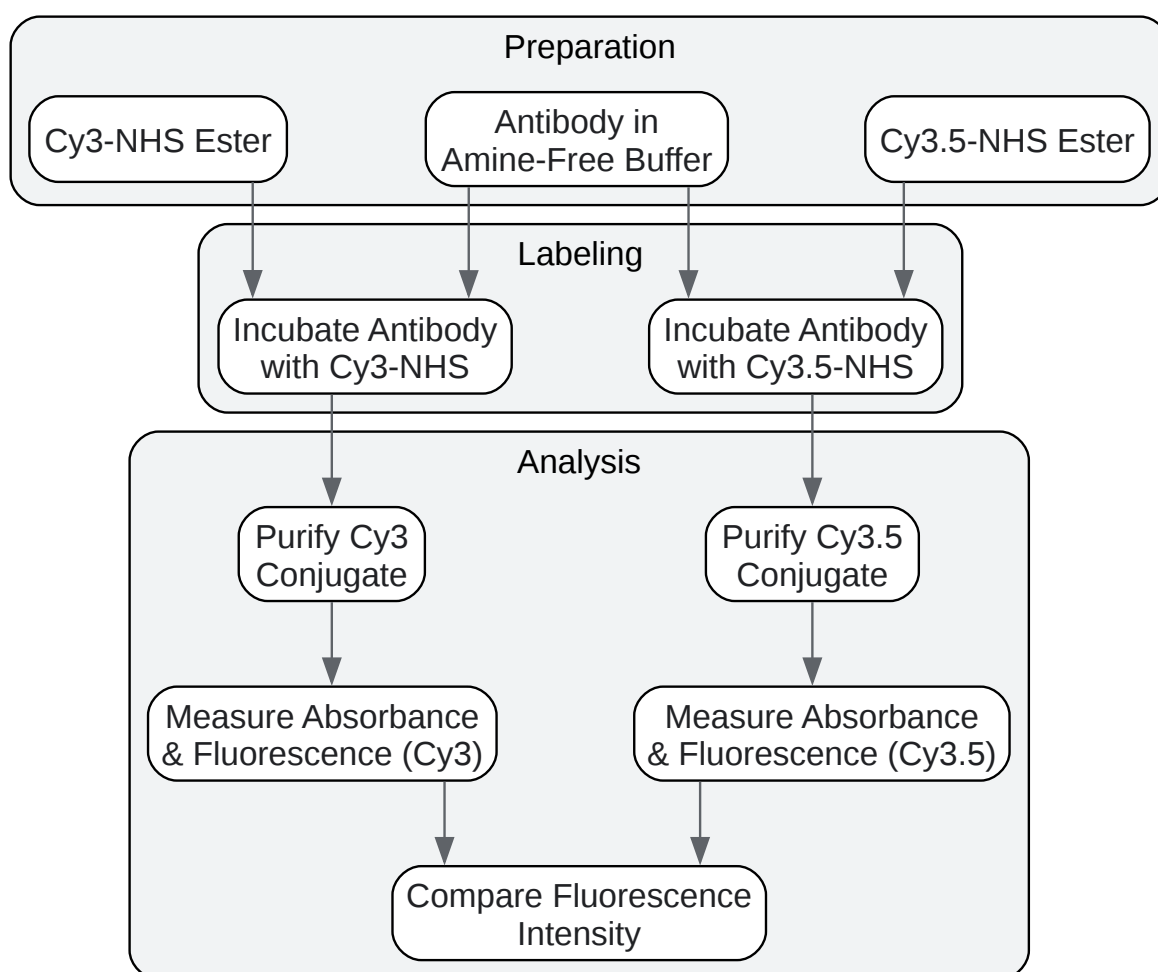 Preparation
Cy3-NHS Ester
Antibody in
Amine-Free Buffer
Cy3.5-NHS Ester
Labeling
Incubate Antibody
with Cy3-NHS
Incubate Antibody
with Cy3.5-NHS
Analysis
Purify Cy3
Conjugate
Purify Cy3.5
Conjugate
Measure Absorbance
& Fluorescence (Cy3)
Measure Absorbance
& Fluorescence (Cy3.5)
Compare Fluorescence
Intensity